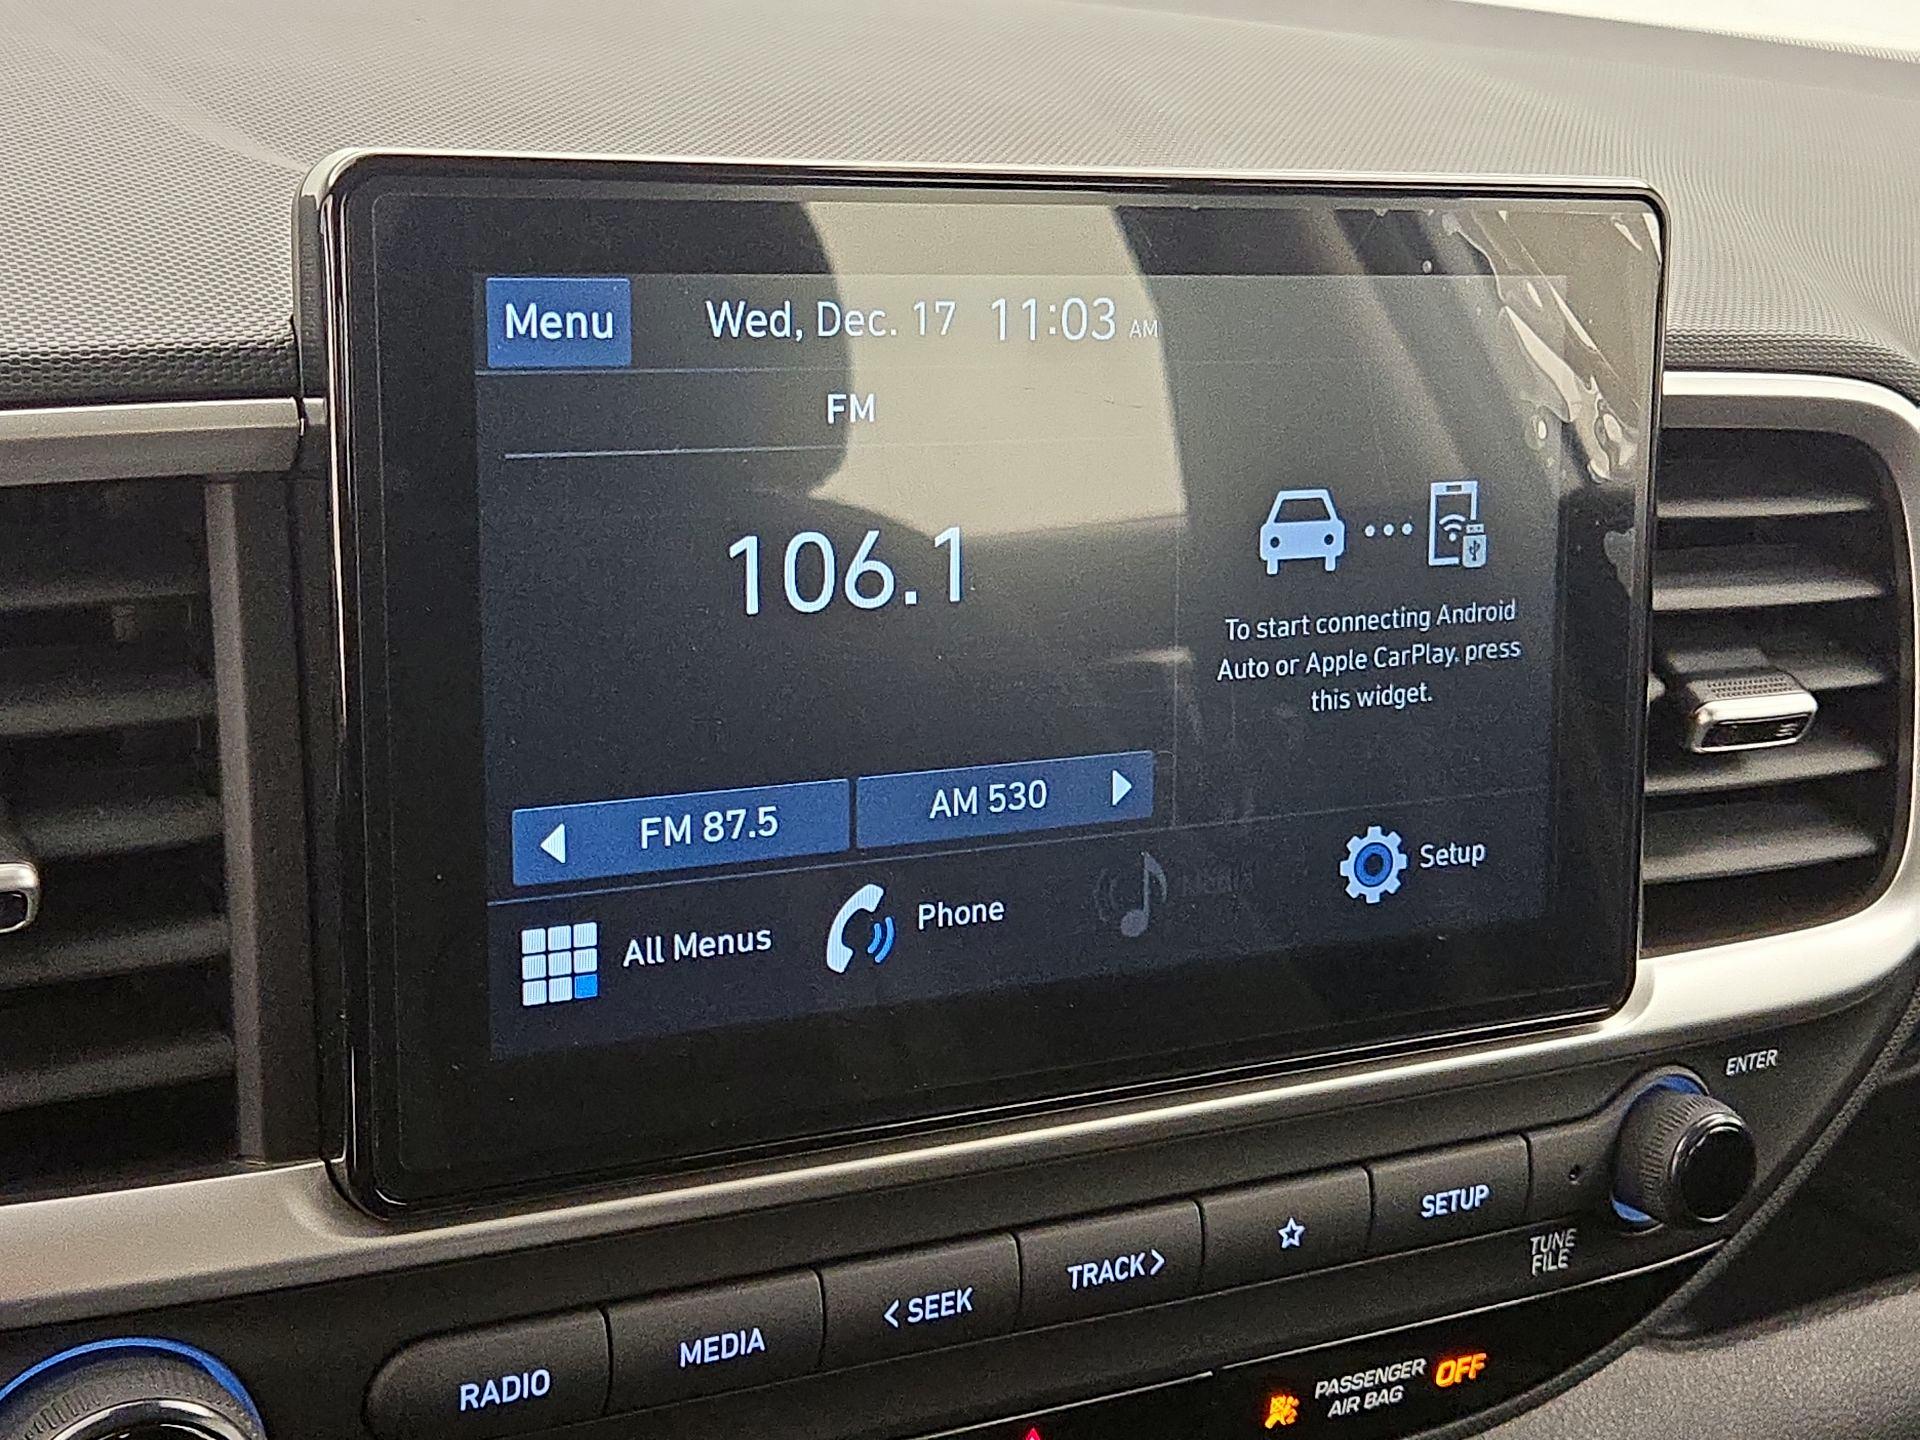 Menu
Wed, Dec. 17 11:03 AM
FM
106.1
To start connecting Android
Auto or Apple CarPlay, press
this widget.
FM 87.5
AM 530
All Menus
Phone
Media
Setup
ENTER
TUNE
FILE
RADIO
MEDIA
< SEEK
TRACK >
SETUP
PASSENGER
AIR BAG
OFF